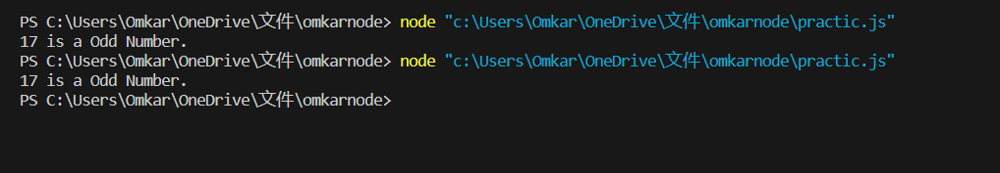 PS C:\Users\Omkar\OneDrive\文件\omkarnode> node "c:\Users\Omkar\OneDrive\文件\omkarnode\practic.js"
17 is a Odd Number.
PS C:\Users\Omkar\OneDrive\文件\omkarnode> node "c:\Users\Omkar\OneDrive\文件\omkarnode\practic.js"
17 is a Odd Number.
PS C:\Users\Omkar\OneDrive\文件\omkarnode>